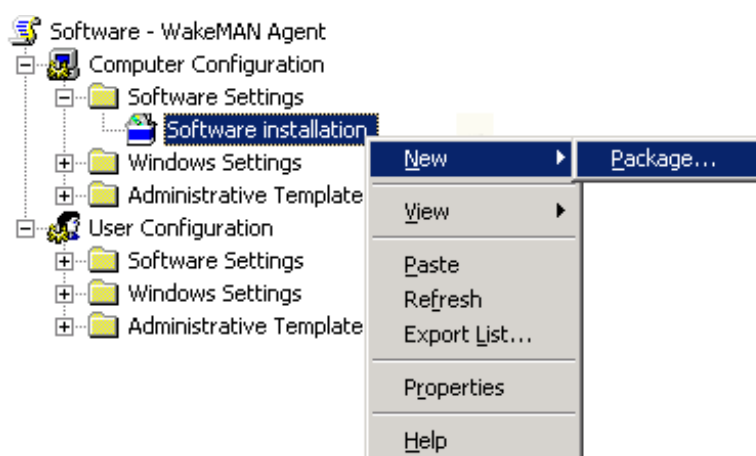 Software - WakeMAN Agent
Computer Configuration
Software Settings
Software installation
Windows Settings
Administrative Template
User Configuration
Software Settings
Windows Settings
Administrative Template
New
Package...
View
Paste
Refresh
Export List...
Properties
Help